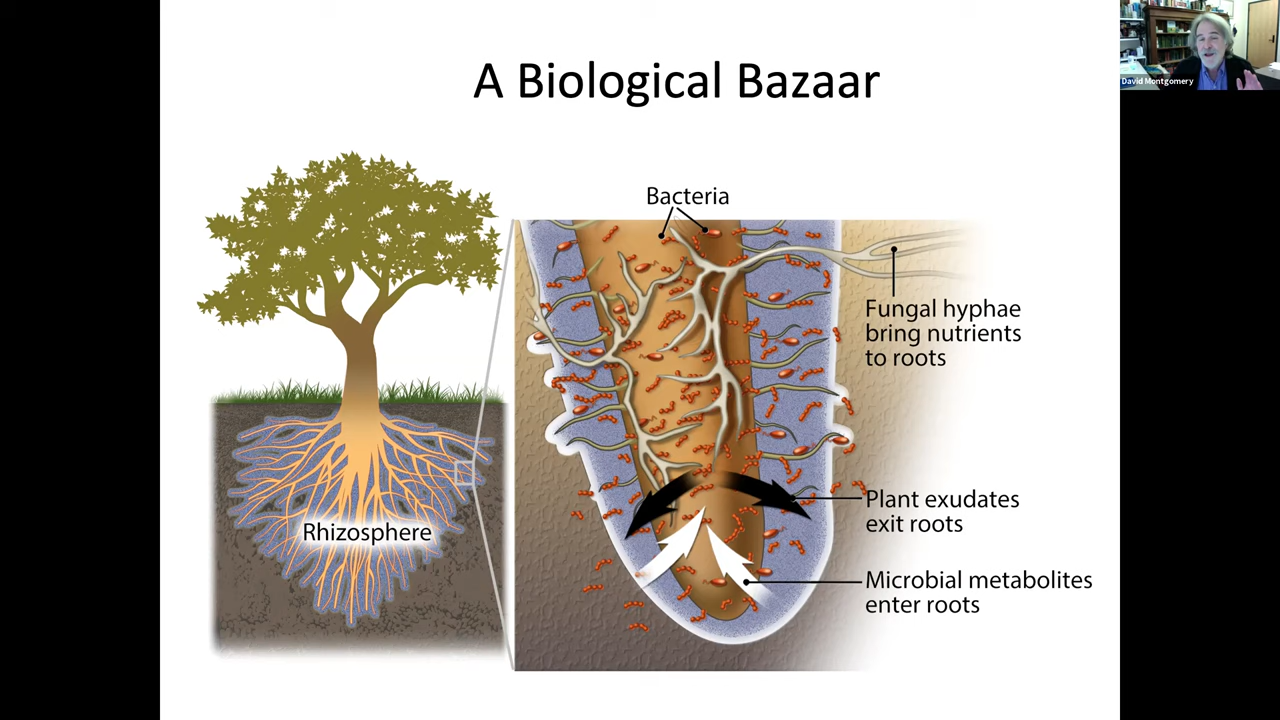 A Biological Bazaar
David Montgomery
Bacteria
Fungal hyphae
bring nutrients
to roots
Plant exudates
exit roots
Rhizosphere
Microbial metabolites
enter roots